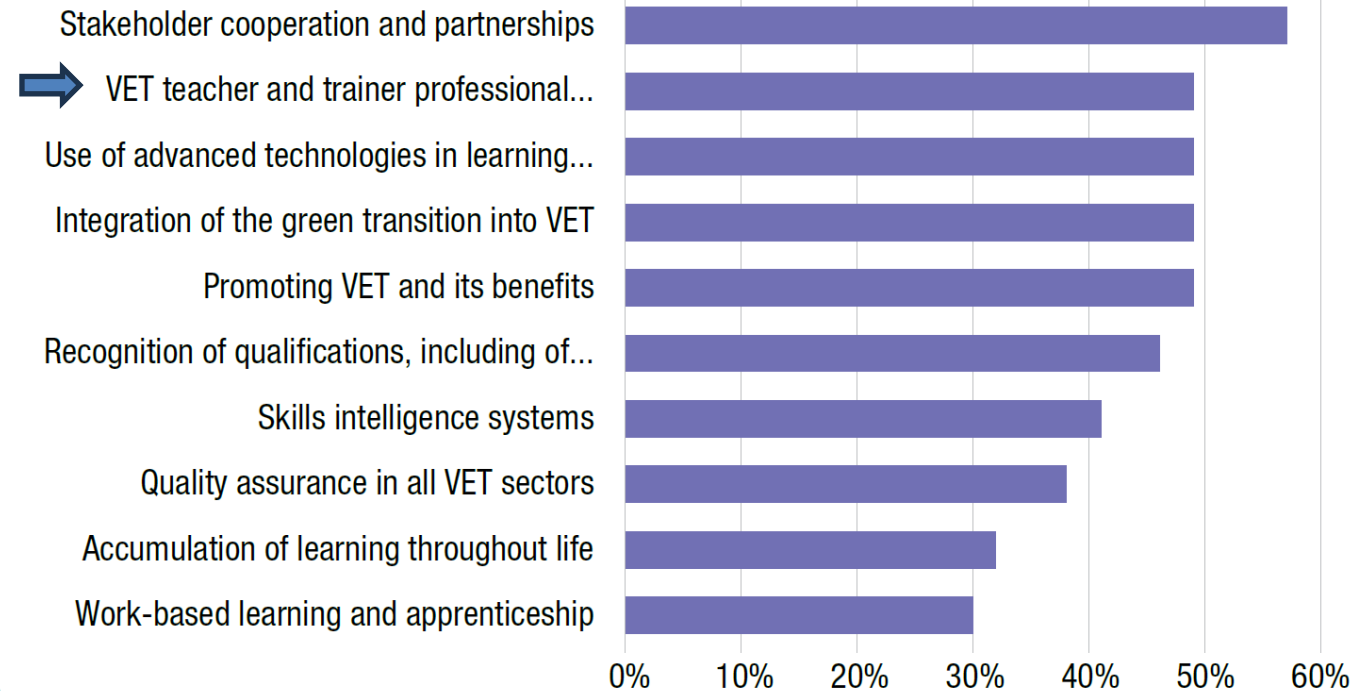 Stakeholder cooperation and partnerships
VET teacher and trainer professional...
Use of advanced technologies in learning...
Integration of the green transition into VET
Promoting VET and its benefits
Recognition of qualifications, including of...
Skills intelligence systems
Quality assurance in all VET sectors
Accumulation of learning throughout life
Work-based learning and apprenticeship
0% 10% 20% 30% 40% 50% 60%